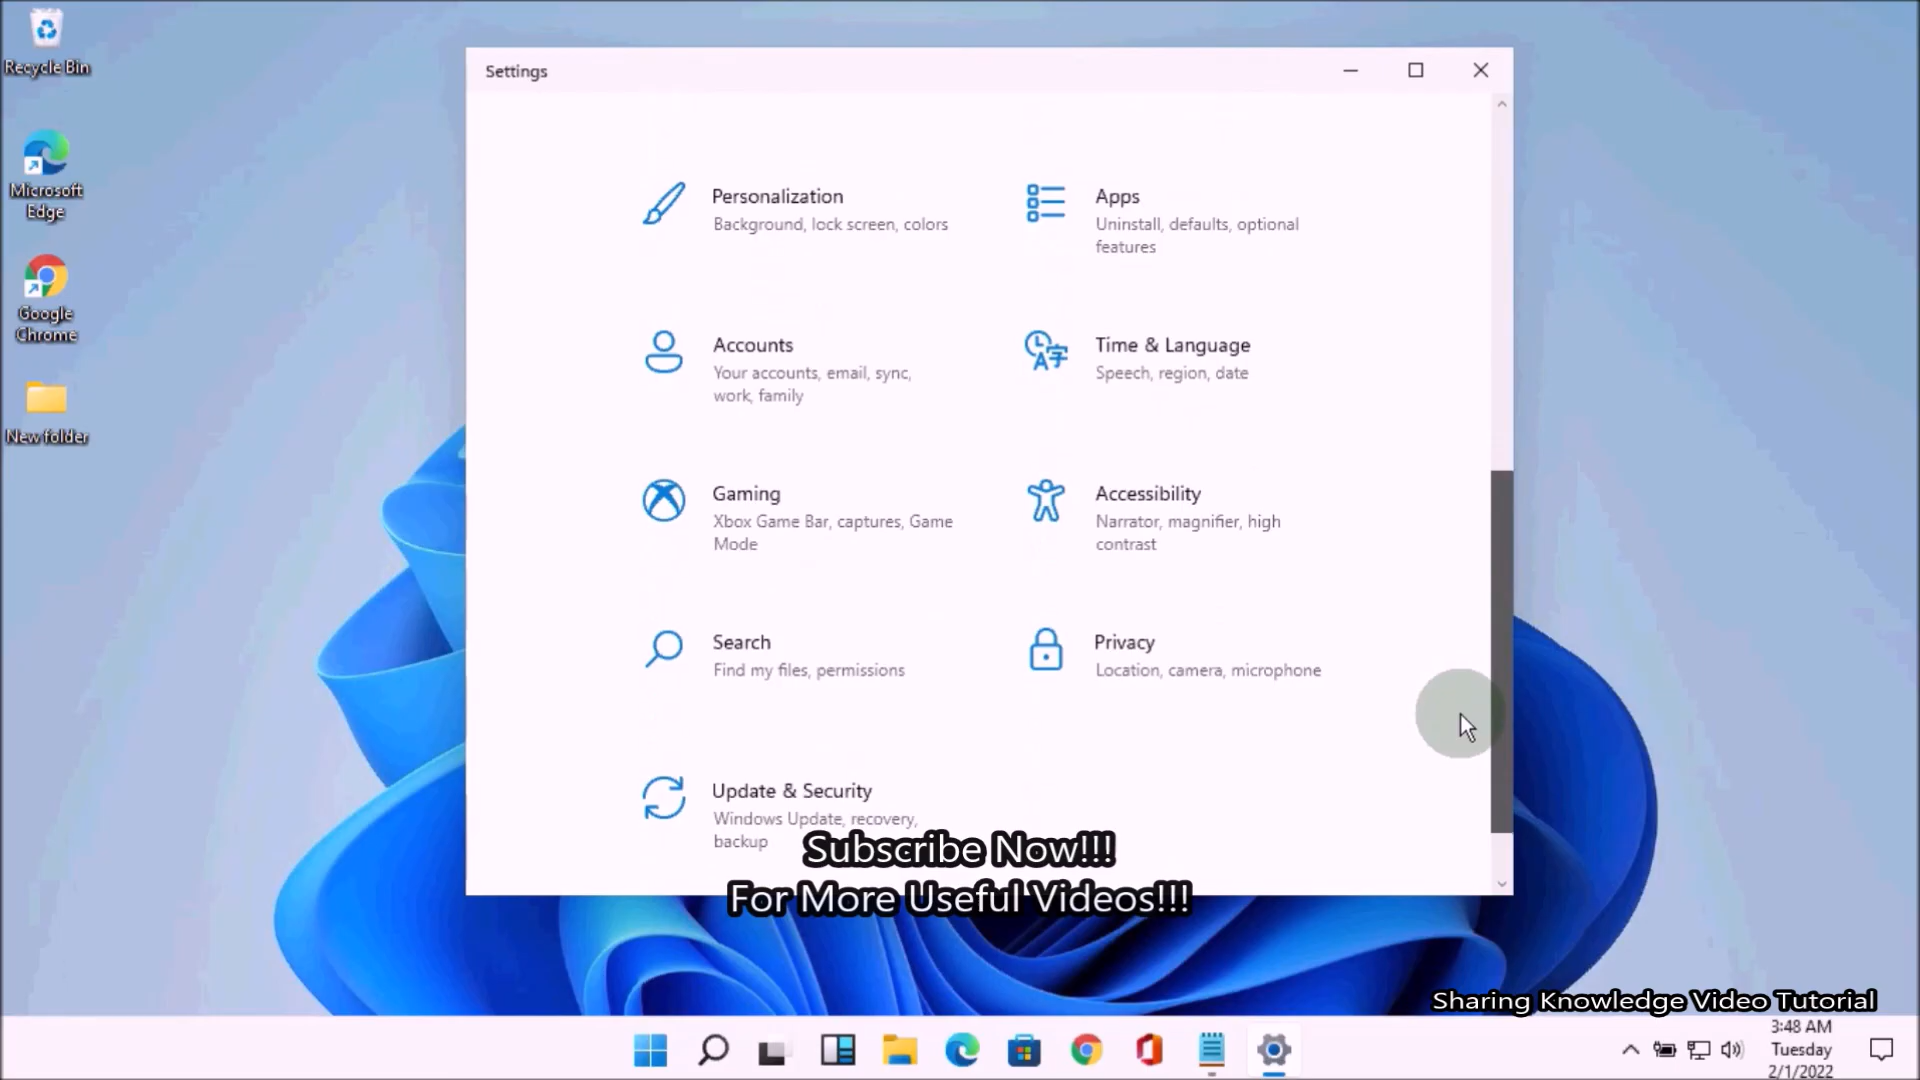 Recycle Bin
Microsoft
Edge
Google
Chrome
New folder
Settings
Personalization
Background, lock screen, colors
Apps
Uninstall, defaults, optional
features
Accounts
Your accounts, email, sync,
work, family
Time & Language
Speech, region, date
Gaming
Xbox Game Bar, captures, Game
Mode
Accessibility
Narrator, magnifier, high
contrast
Search
Find my files, permissions
Privacy
Location, camera, microphone
Update & Security
Windows Update, recovery,
backup
Subscribe Now!!!
For More Useful Videos!!!
Sharing Knowledge Video Tutorial
3:48 AM
Tuesday
2/1/2022